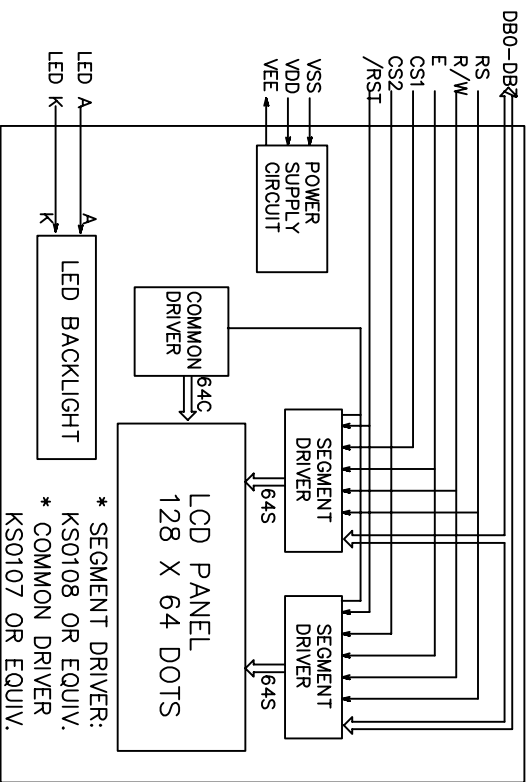 DB0-DB7
RS
R/W
E
CS1
CS2
/RST
VSS
VDD
VEE
LED A
LED K
POWER
SUPPLY
CIRCUIT
A
K
LED BACKLIGHT
COMMON
DRIVER
64C
SEGMENT
DRIVER
64S
SEGMENT
DRIVER
64S
LCD PANEL
128 X 64 DOTS
* SEGMENT DRIVER:
KS0108 OR EQUIV.
* COMMON DRIVER
KS0107 OR EQUIV.